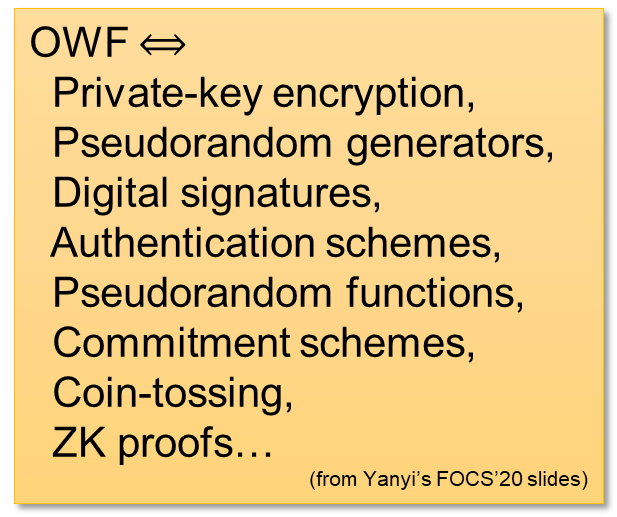 OWF ⟺
Private-key encryption,
Pseudorandom generators,
Digital signatures,
Authentication schemes,
Pseudorandom functions,
Commitment schemes,
Coin-tossing,
ZK proofs…
(from Yanyi’s FOCS’20 slides)